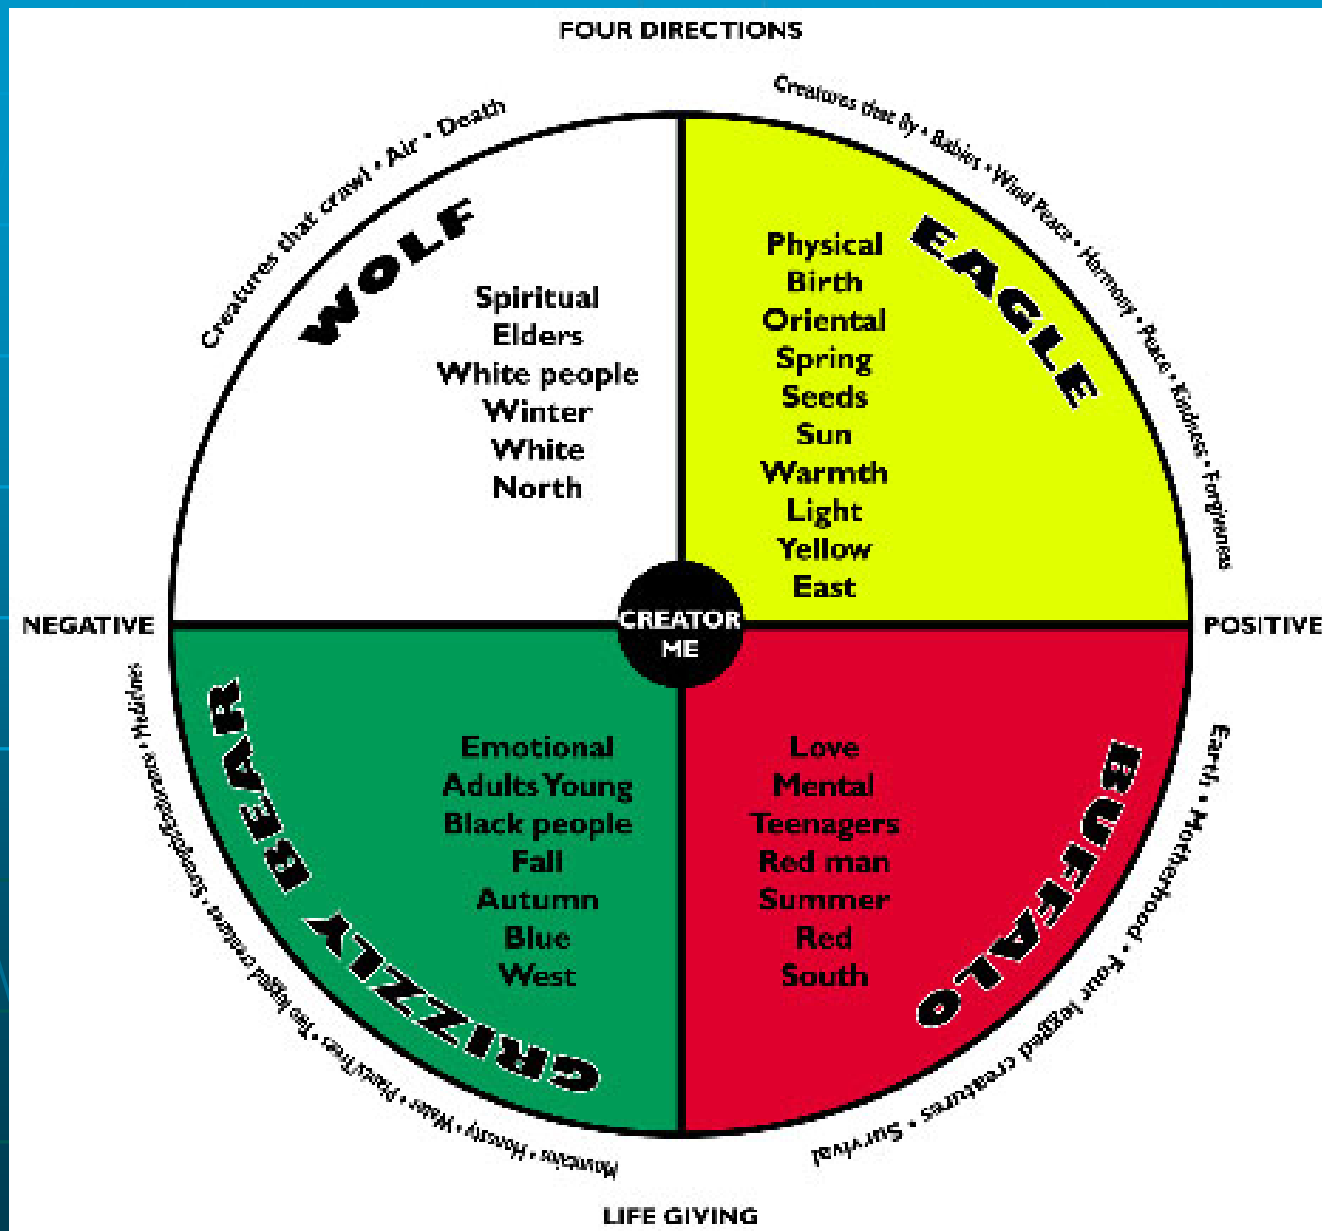 FOUR DIRECTIONS
Creatures that crawl • Air • Death
Creatures that fly • Babies • Wind Peace • Harmony • Peace • Kindness • Forgiveness
WOLF
Spiritual
Elders
White people
Winter
White
North
EAGLE
Physical
Birth
Oriental
Spring
Seeds
Sun
Warmth
Light
Yellow
East
NEGATIVE
CREATOR
ME
POSITIVE
GRIZZLY BEAR
Emotional
Adults Young
Black people
Fall
Autumn
Blue
West
BUFFALO
Love
Mental
Teenagers
Red man
Summer
Red
South
Mountains • Honesty • Water • Plants/Trees • Two legged creatures • Strength/Endurance • Medicines
Earth • Motherhood • Four legged creatures • Survival
LIFE GIVING